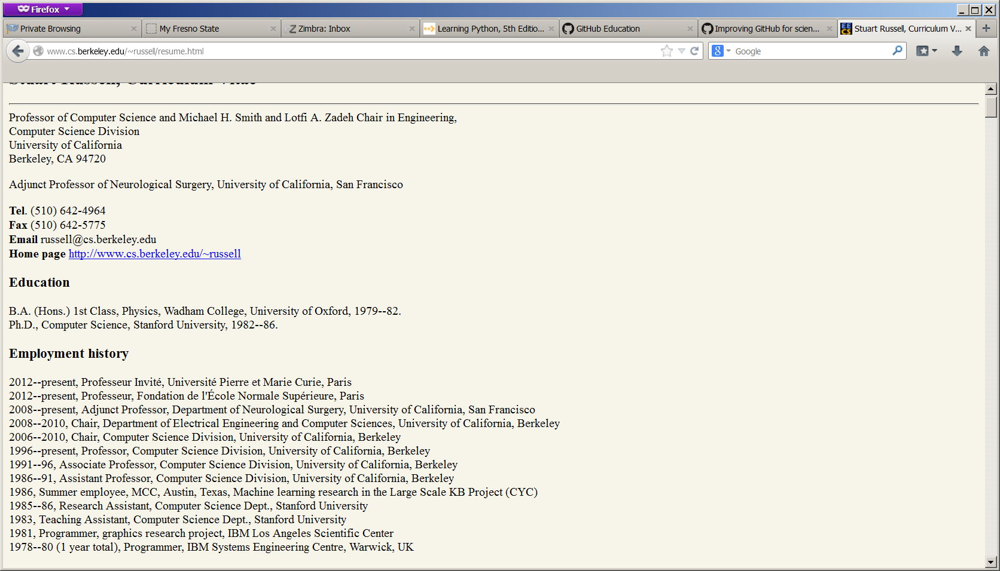 Firefox
Private Browsing
My Fresno State
Zimbra: Inbox
Learning Python, 5th Editio...
GitHub Education
Improving GitHub for scien...
Stuart Russell, Curriculum V...
www.cs.berkeley.edu/~russell/resume.html
Google
Stuart Russell, Curriculum Vitae
Professor of Computer Science and Michael H. Smith and Lotfi A. Zadeh Chair in Engineering,
Computer Science Division
University of California
Berkeley, CA 94720
Adjunct Professor of Neurological Surgery, University of California, San Francisco
Tel. (510) 642-4964
Fax (510) 642-5775
Email russell@cs.berkeley.edu
Home page http://www.cs.berkeley.edu/~russell
Education
B.A. (Hons.) 1st Class, Physics, Wadham College, University of Oxford, 1979--82.
Ph.D., Computer Science, Stanford University, 1982--86.
Employment history
2012--present, Professeur Invité, Université Pierre et Marie Curie, Paris
2012--present, Professeur, Fondation de l'École Normale Supérieure, Paris
2008--present, Adjunct Professor, Department of Neurological Surgery, University of California, San Francisco
2008--2010, Chair, Department of Electrical Engineering and Computer Sciences, University of California, Berkeley
2006--2010, Chair, Computer Science Division, University of California, Berkeley
1996--present, Professor, Computer Science Division, University of California, Berkeley
1991--96, Associate Professor, Computer Science Division, University of California, Berkeley
1986--91, Assistant Professor, Computer Science Division, University of California, Berkeley
1986, Summer employee, MCC, Austin, Texas, Machine learning research in the Large Scale KB Project (CYC)
1985--86, Research Assistant, Computer Science Dept., Stanford University
1983, Teaching Assistant, Computer Science Dept., Stanford University
1981, Programmer, graphics research project, IBM Los Angeles Scientific Center
1978--80 (1 year total), Programmer, IBM Systems Engineering Centre, Warwick, UK